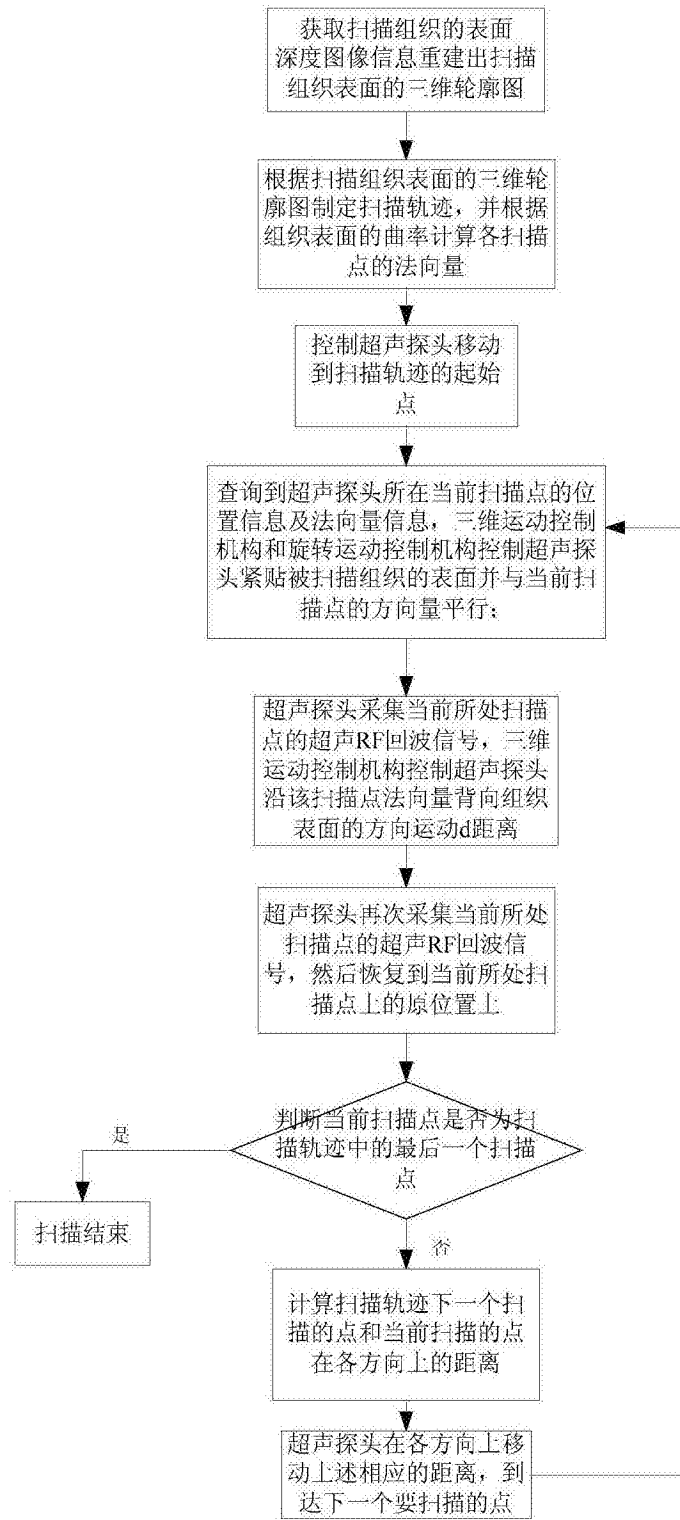 获取扫描组织的表面
深度图像信息重建出扫描
组织表面的三维轮廓图
根据扫描组织表面的三维轮
廓图制定扫描轨迹，并根据
组织表面的曲率计算各扫描
点的法向量
控制超声探头移动
到扫描轨迹的起始
点
查询到超声探头所在当前扫描点的位
置信息及法向量信息，三维运动控制
机构和旋转运动控制机构控制超声探
头紧贴被扫描组织的表面并与当前扫
描点的方向量平行；
超声探头采集当前所处扫描
点的超声RF回波信号，三维
运动控制机构控制超声探头
沿该扫描点法向量背向组织
表面的方向运动d距离
超声探头再次采集当前所处
扫描点的超声RF回波信
号，然后恢复到当前所处扫
描点上的原位置上
判断当前扫描点是否为扫
描轨迹中的最后一个扫描
点
是
扫描结束
否
计算扫描轨迹下一个扫
描的点和当前扫描的点
在各方向上的距离
超声探头在各方向上移
动上述相应的距离，到
达下一个要扫描的点